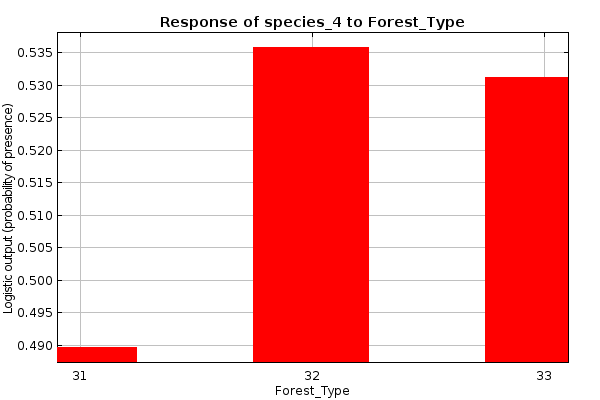 Response of species_4 to Forest_Type
Logistic output (probability of presence)
0.535
0.530
0.525
0.520
0.515
0.510
0.505
0.500
0.495
0.490
31 32 33
Forest_Type